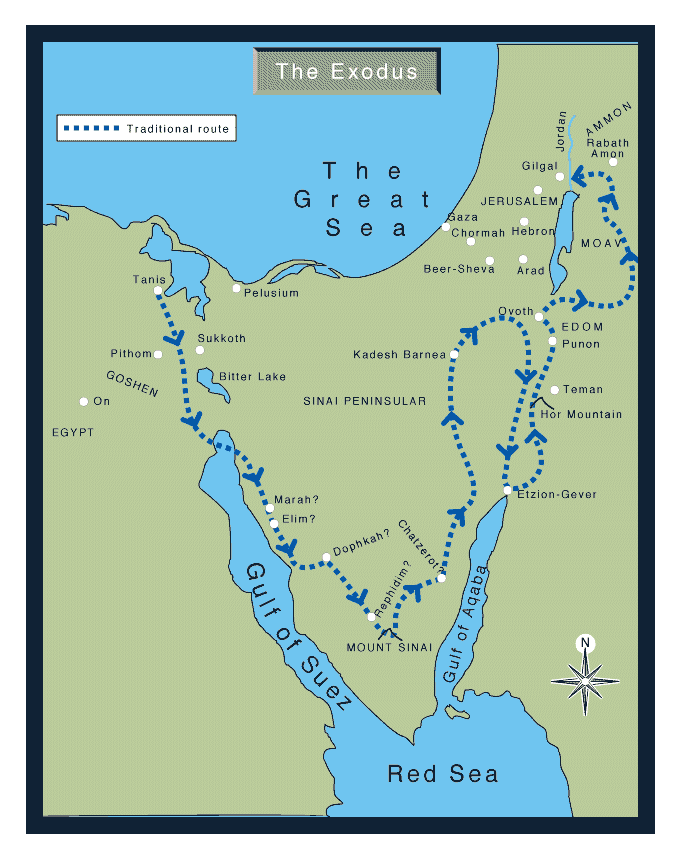 The Exodus
Traditional route
The
Great
Sea
Jordan
AMMON
Rabath
Amon
Gilgal
JERUSALEM
Gaza
Chormah
Hebron
MOAV
Beer-Sheva
Arad
Tanis
Pelusium
Ovoth
EDOM
Punon
Sukkoth
Pithom
Kadesh Barnea
GOSHEN
Bitter Lake
Teman
On
SINAI PENINSULAR
Hor Mountain
EGYPT
Etzion-Gever
Marah?
Elim?
Dophkah?
Chatzerot?
Rephidim?
Gulf of Suez
Gulf of Aqaba
MOUNT SINAI
N
Red Sea